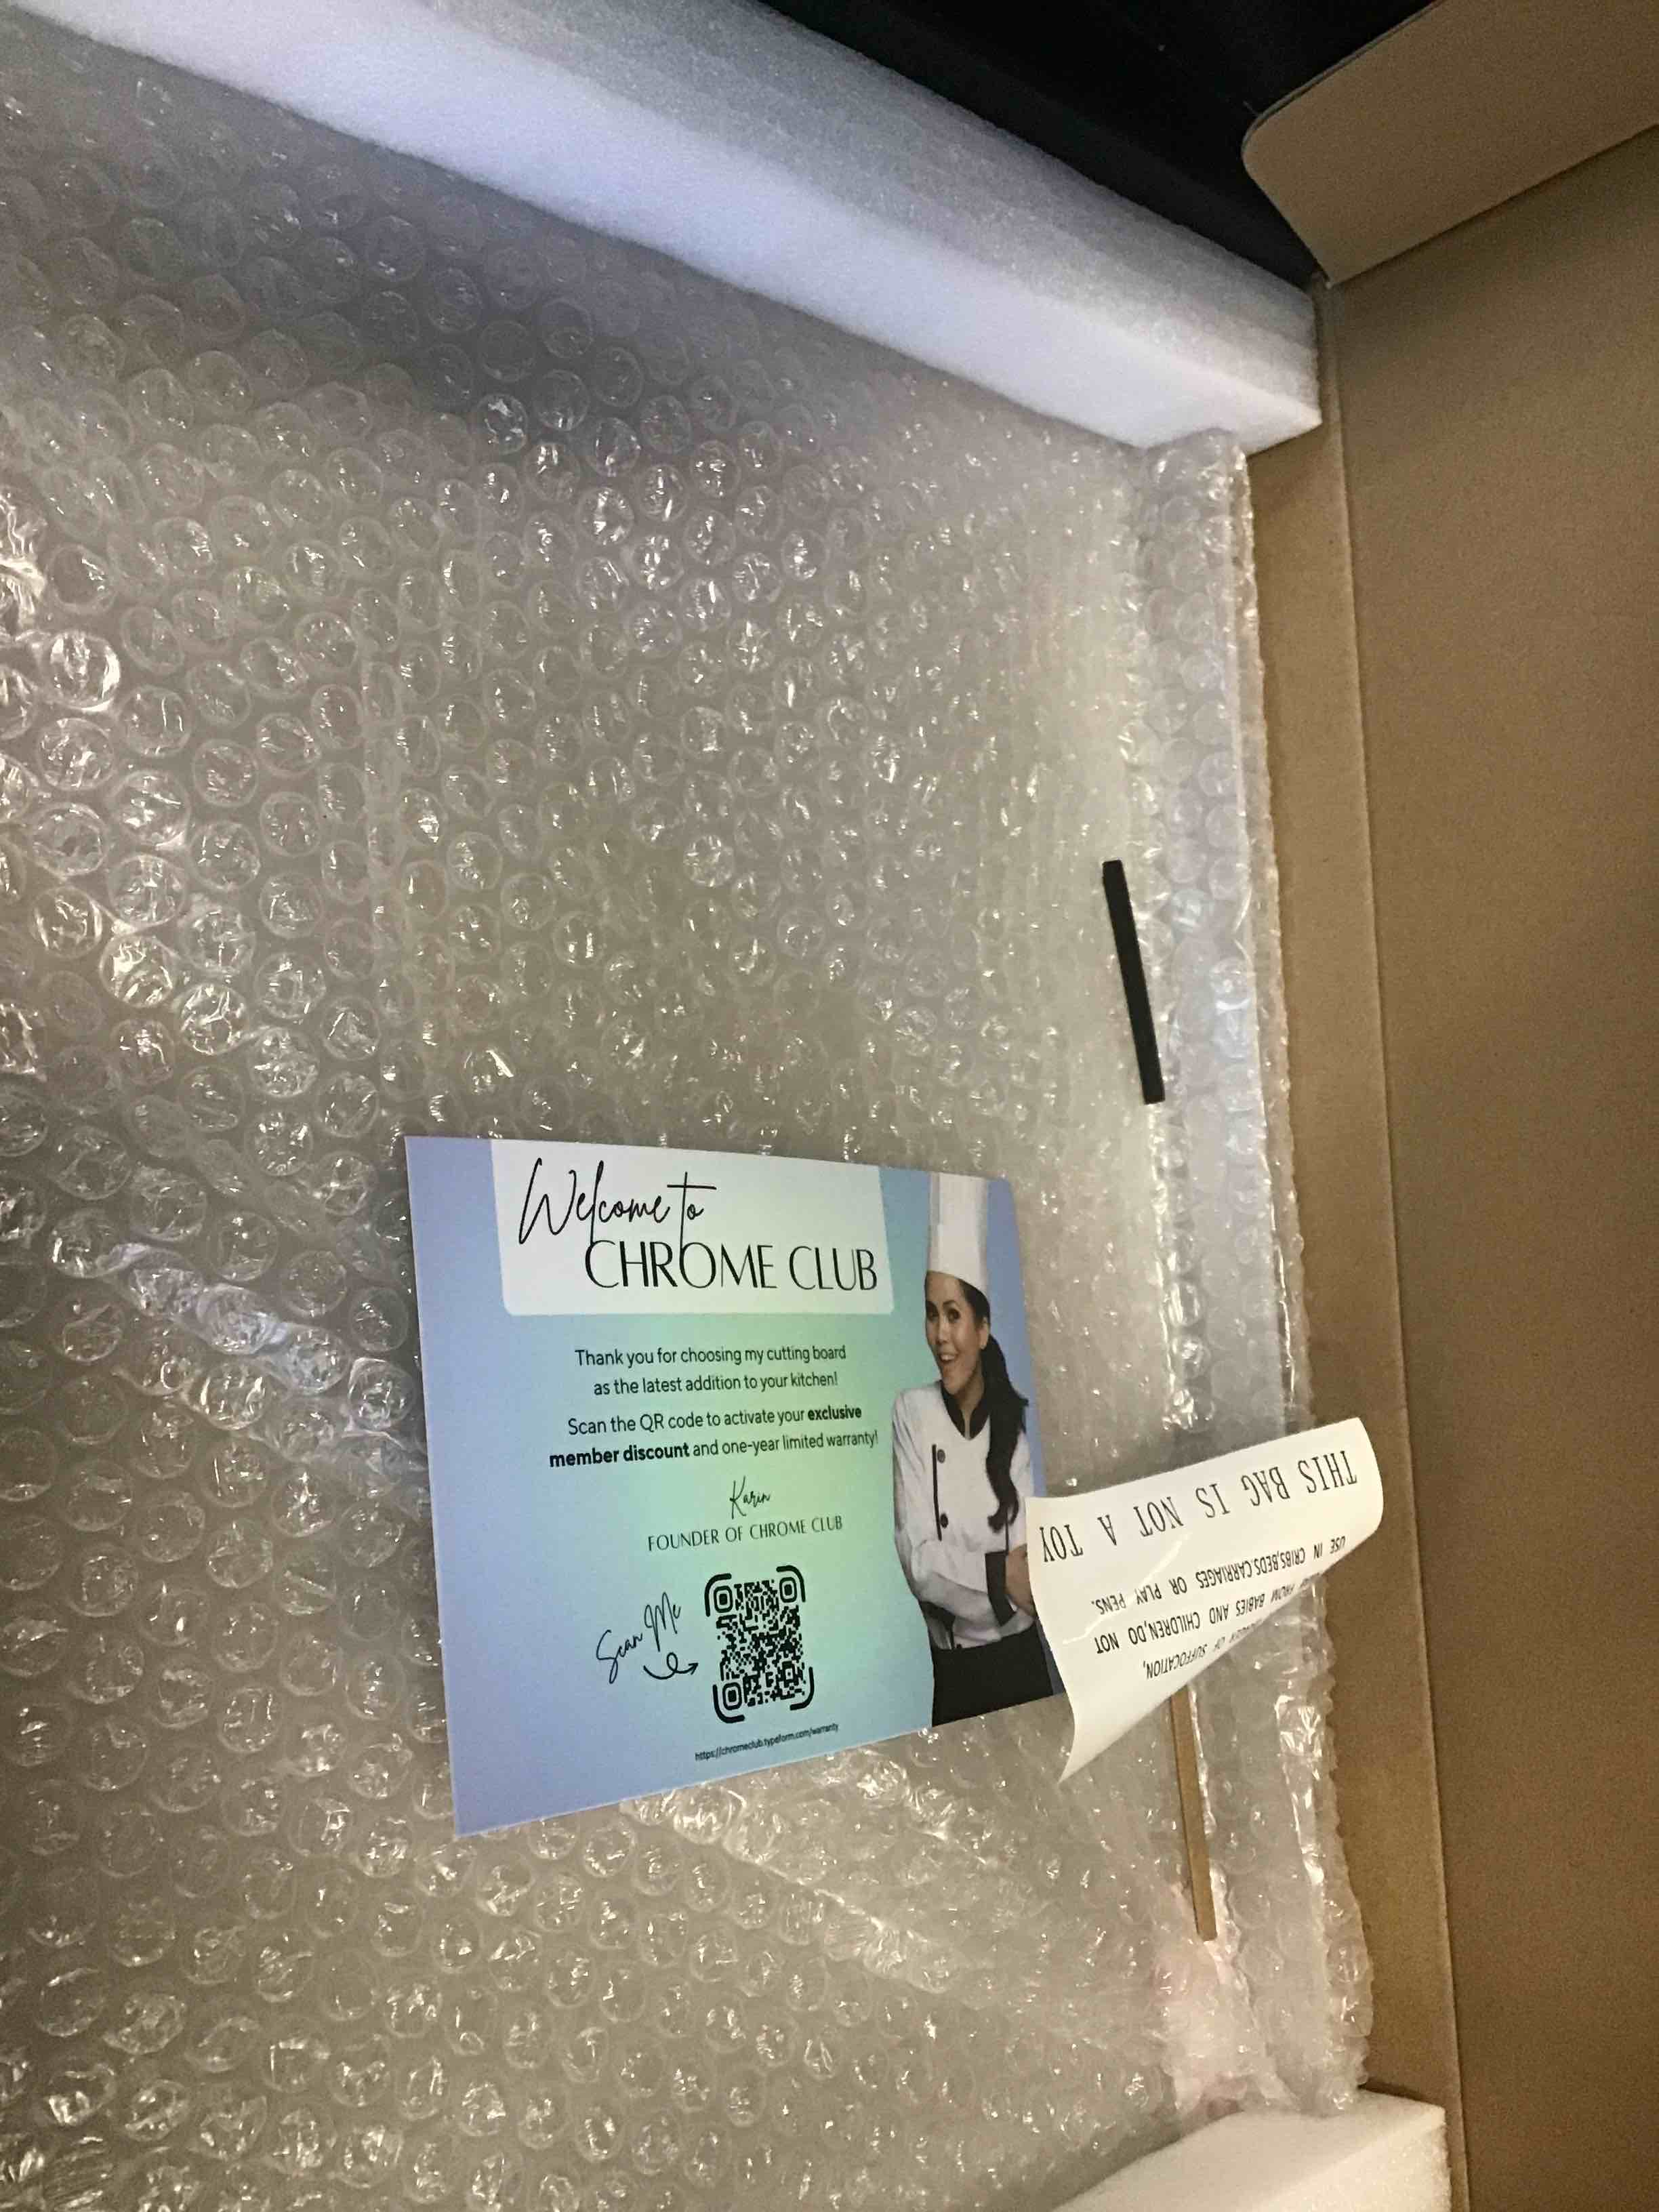 Welcome to
CHROME CLUB
Thank you for choosing my cutting board
as the latest addition to your kitchen!
Scan the QR code to activate your exclusive
member discount and one-year limited warranty!
Karin
FOUNDER OF CHROME CLUB
Scan Me
https://chromeclub.typeform.com/warranty
OF SUFFOCATION,
FROM BABIES AND CHILDREN,DO NOT
USE IN CRIBS,BEDS.CARRIAGES OR PLAY PENS.
THIS BAG IS NOT A TOY